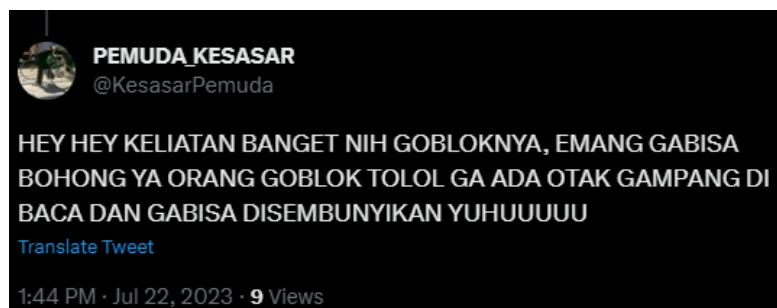 PEMUDA_KESASAR
@KesasarPemuda
HEY HEY KELIATAN BANGET NIH GOBLOKNYA, EMANG GABISA
BOHONG YA ORANG GOBLOK TOLOL GA ADA OTAK GAMPANG DI
BACA DAN GABISA DISEMBUNYIKAN YUHUUUUU
Translate Tweet
1:44 PM · Jul 22, 2023 · 9 Views